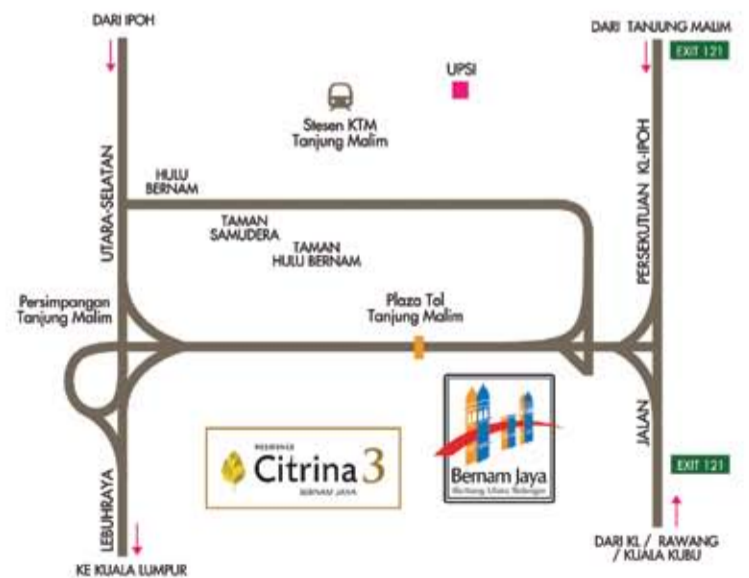 DARI IPOH
DARI TANJUNG MALIM
EXIT 121
UPSI
Stesen KTM
Tanjung Malim
UTARA-SELATAN
HULU
BERNAM
TAMAN
SAMUDERA
TAMAN
HULU BERNAM
PERSEKUTUAN KL-IPOH
Persimpangan
Tanjung Malim
Plaza Tol
Tanjung Malim
Citrina 3
BERNAM JAYA
Bernam Jaya
JALAN
EXIT 121
LEBUHRAYA
KE KUALA LUMPUR
DARI KL / RAWANG
/ KUALA KUBU